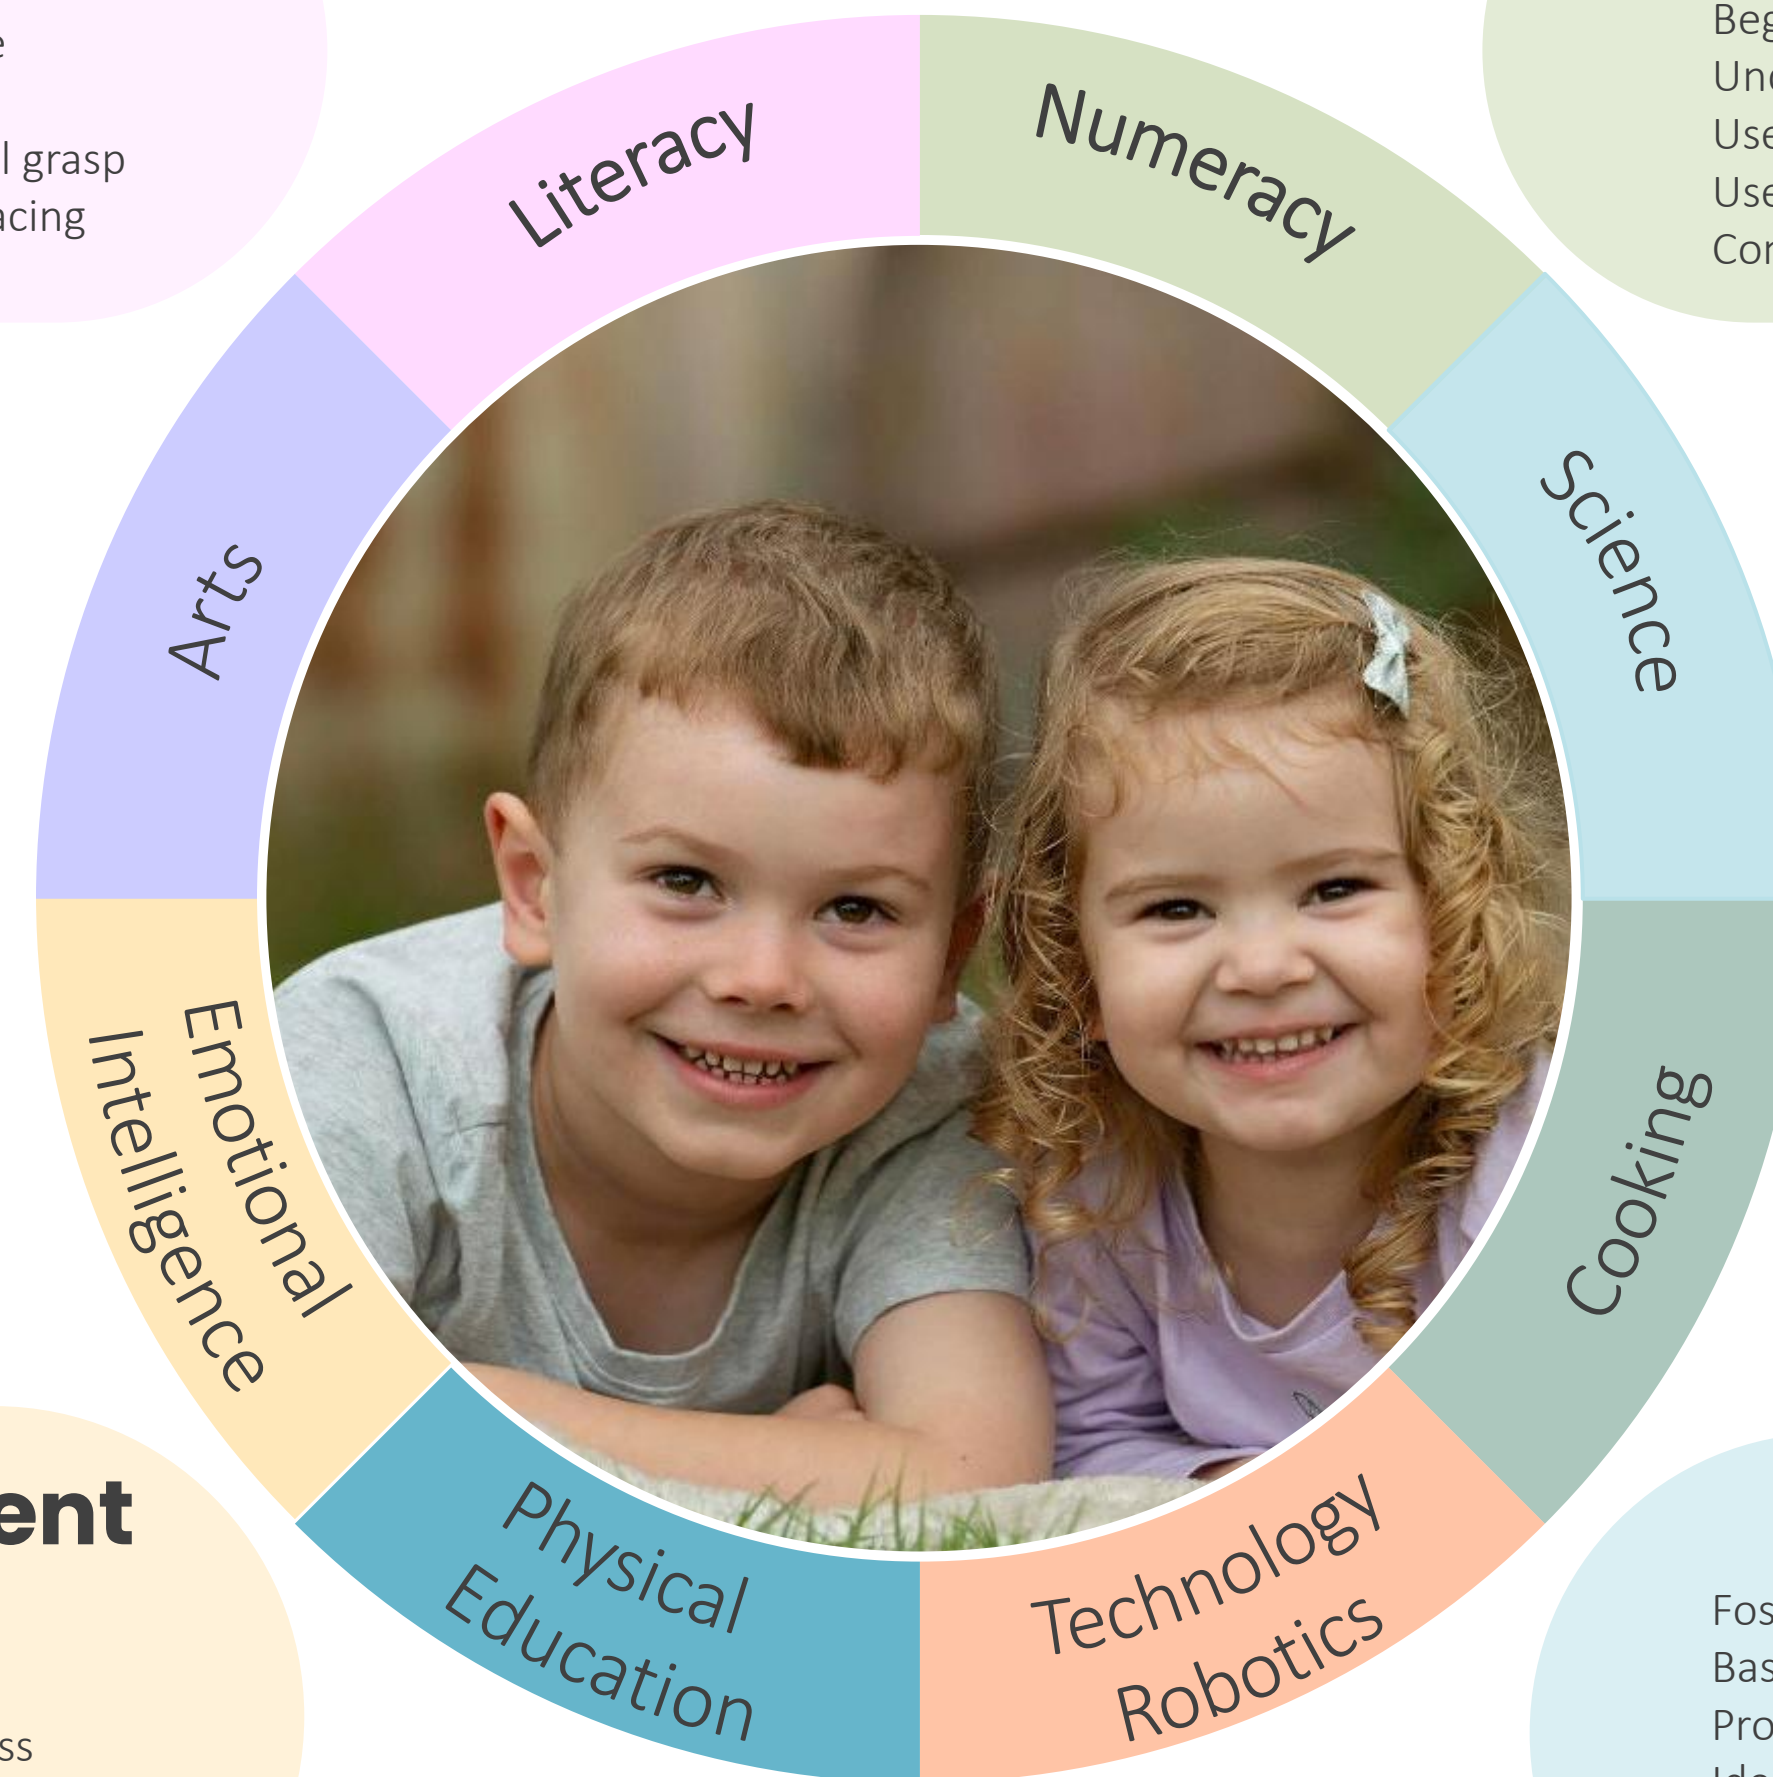 l grasp
acing
Literacy
Numeracy
Science
Cooking
Technology
Robotics
Physical
Education
Emotional
Intelligence
Arts
ent
ss
Beg
Use
Use
Fos
Bas
Pro